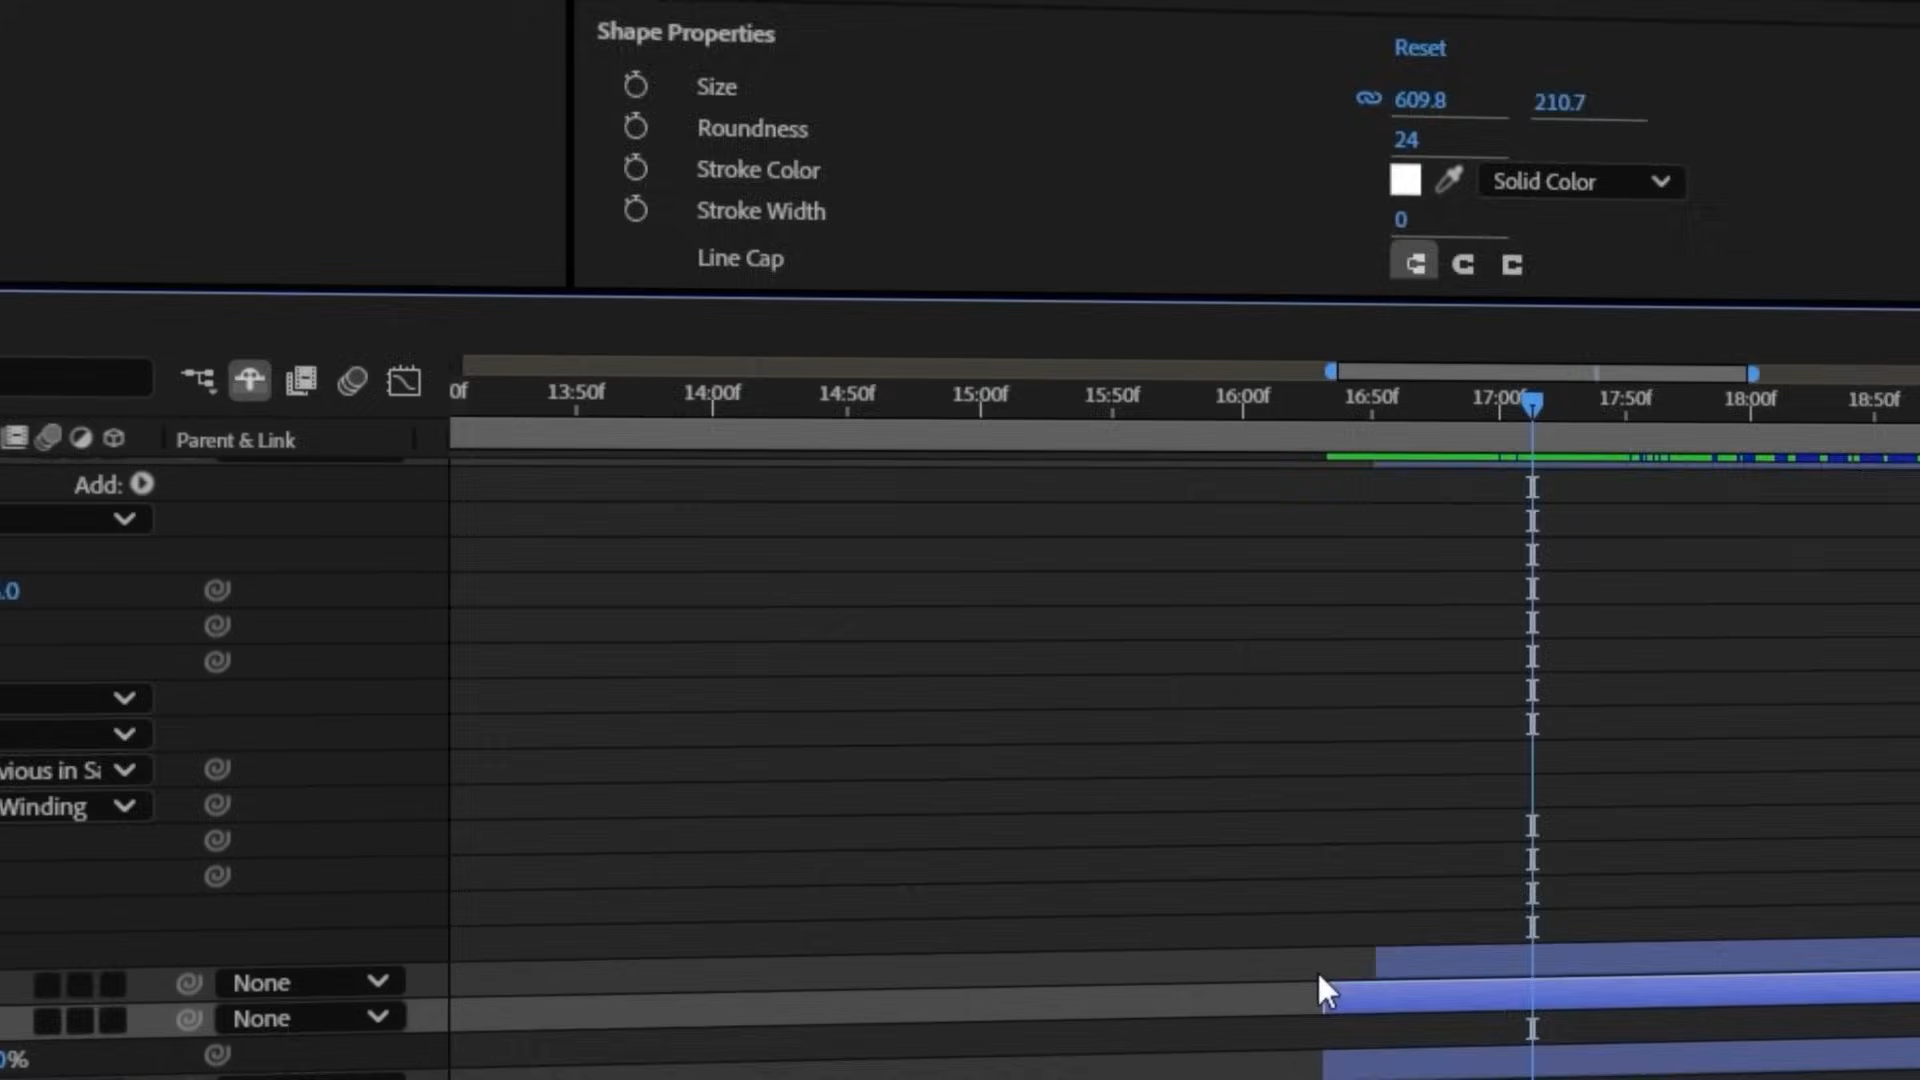 Shape Properties
Reset
Size
609.8 210.7
Roundness
24
Stroke Color
Solid Color
Stroke Width
0
Line Cap
0f 13:50f 14:00f 14:50f 15:00f 15:50f 16:00f 16:50f 17:00f 17:50f 18:00f 18:50f
Parent & Link
Add:
.0
vious in Sa
Winding
None
None
0%